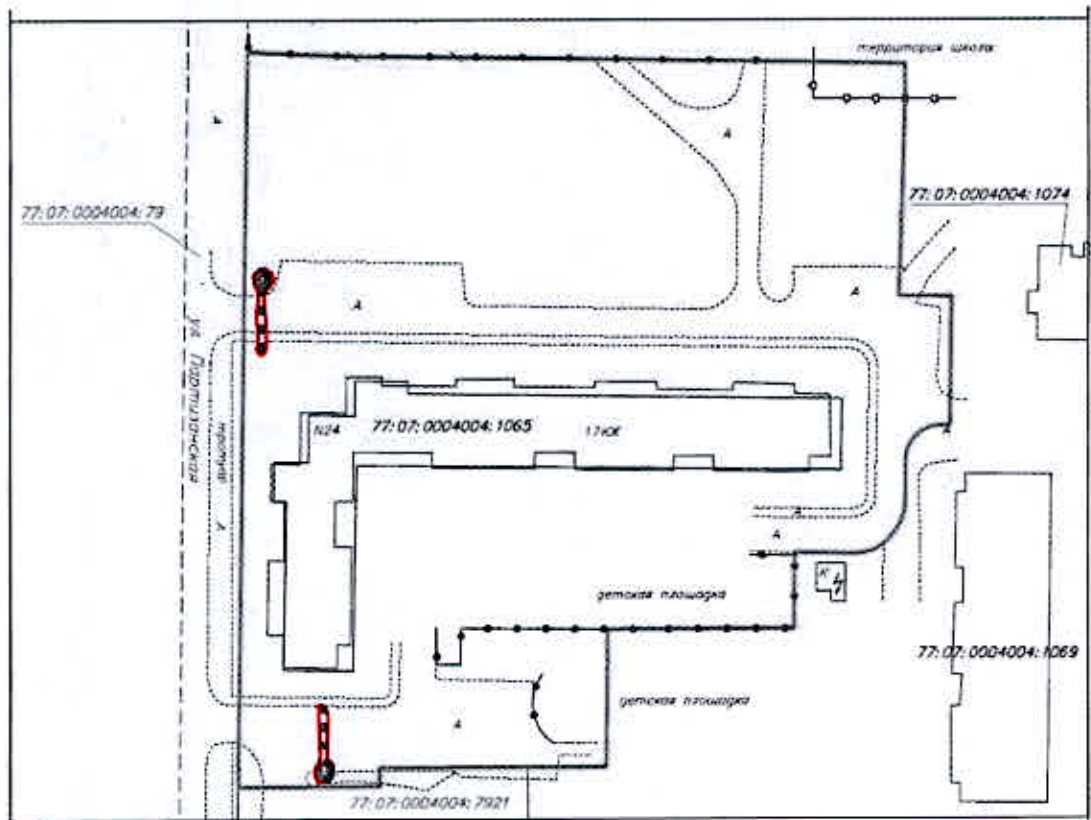 территория школы
А
А
77:07:0004004:79
77:07:0004004:1074
А
А
ул. Партизанская
тротуар
N24
77:07:0004004:1065
17КЖ
А
А
А
А
К
детская площадка
77:07:0004004:1069
детская площадка
А
77:07:0004004:7921